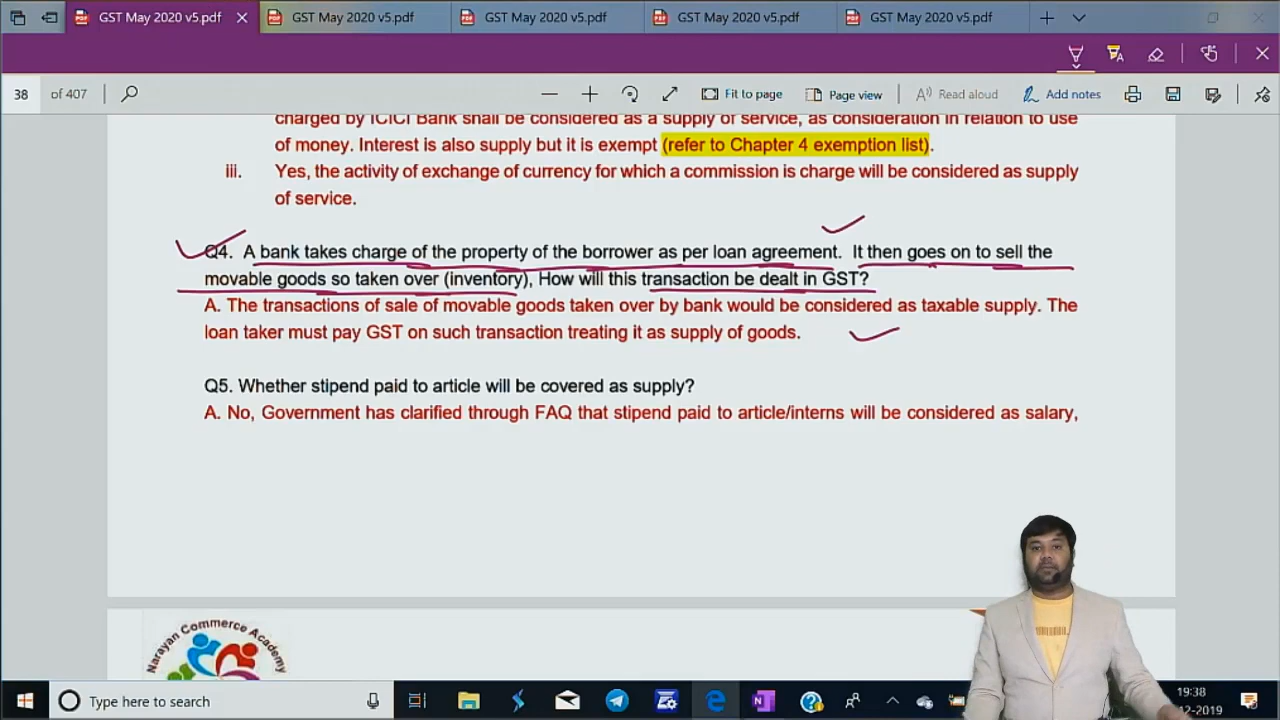 GST May 2020 v5.pdf
GST May 2020 v5.pdf
GST May 2020 v5.pdf
GST May 2020 v5.pdf
GST May 2020 v5.pdf
38 of 407
Fit to page
Page view
Read aloud
Add notes
charged by ICICI Bank shall be considered as a supply of service, as consideration in relation to use
of money. Interest is also supply but it is exempt (refer to Chapter 4 exemption list).
iii. Yes, the activity of exchange of currency for which a commission is charge will be considered as supply
of service.
Q4. A bank takes charge of the property of the borrower as per loan agreement. It then goes on to sell the
movable goods so taken over (inventory), How will this transaction be dealt in GST?
A. The transactions of sale of movable goods taken over by bank would be considered as taxable supply. The
loan taker must pay GST on such transaction treating it as supply of goods.
Q5. Whether stipend paid to article will be covered as supply?
A. No, Government has clarified through FAQ that stipend paid to article/interns will be considered as salary,
Narayan Commerce Academy
Type here to search
19:38
12-2019